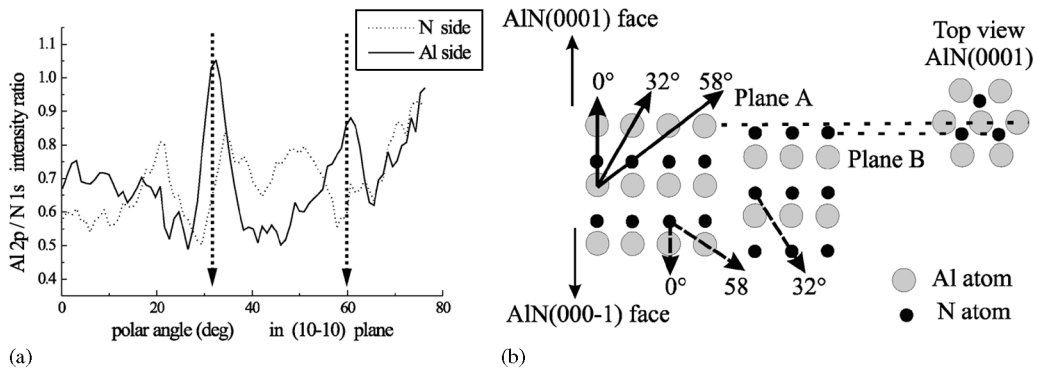 Al 2p / N 1s intensity ratio
1.1
1.0
0.9
0.8
0.7
0.6
0.5
0.4
N side
Al side
0
20
40
60
80
polar angle (deg) in (10-10) plane
(a)
AlN(0001) face
0°
32°
58°
Plane A
Top view
AlN(0001)
Plane B
0°
58
32°
AlN(000-1) face
Al atom
N atom
(b)